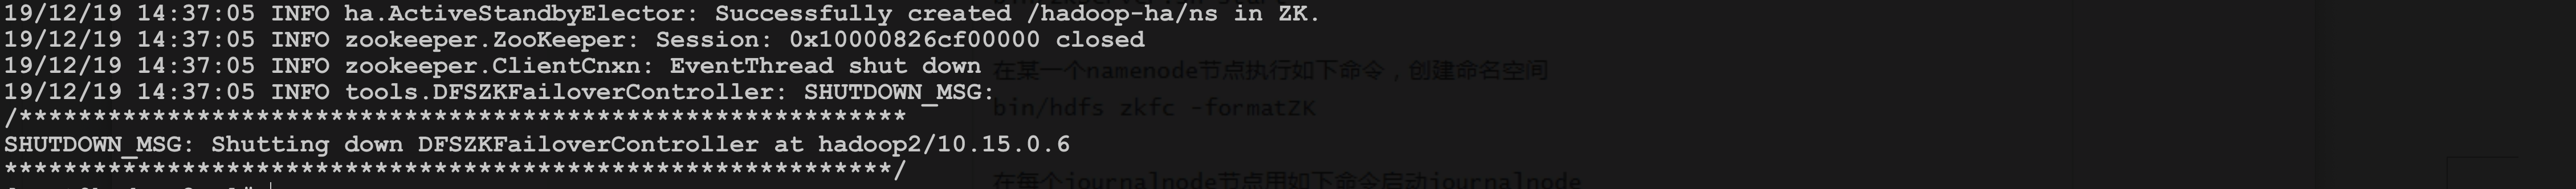 19/12/19 14:37:05 INFO ha.ActiveStandbyElector: Successfully created /hadoop-ha/ns in ZK.
19/12/19 14:37:05 INFO zookeeper.ZooKeeper: Session: 0x10000826cf00000 closed
19/12/19 14:37:05 INFO zookeeper.ClientCnxn: EventThread shut down
在某一个namenode节点执行如下命令，创建命名空间
19/12/19 14:37:05 INFO tools.DFSZKFailoverController: SHUTDOWN_MSG:
bin/hdfs zkfc -formatZK
/************************************************************
SHUTDOWN_MSG: Shutting down DFSZKFailoverController at hadoop2/10.15.0.6
************************************************************/
在每个journalnode节点用如下命令启动journalnode